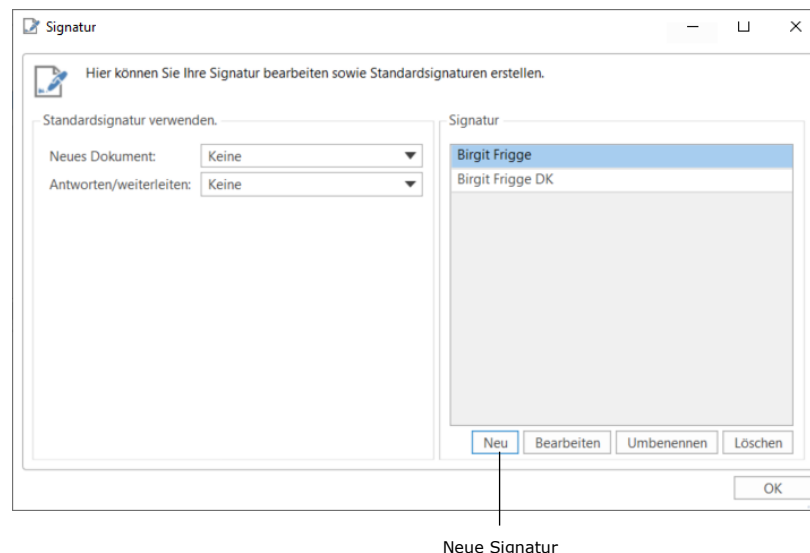 Signatur
Hier können Sie Ihre Signatur bearbeiten sowie Standardsignaturen erstellen.
Standardsignatur verwenden.
Neues Dokument: Keine
Antworten/weiterleiten: Keine
Signatur
Birgit Frigge
Birgit Frigge DK
Neu Bearbeiten Umbenennen Löschen
OK
Neue Signatur